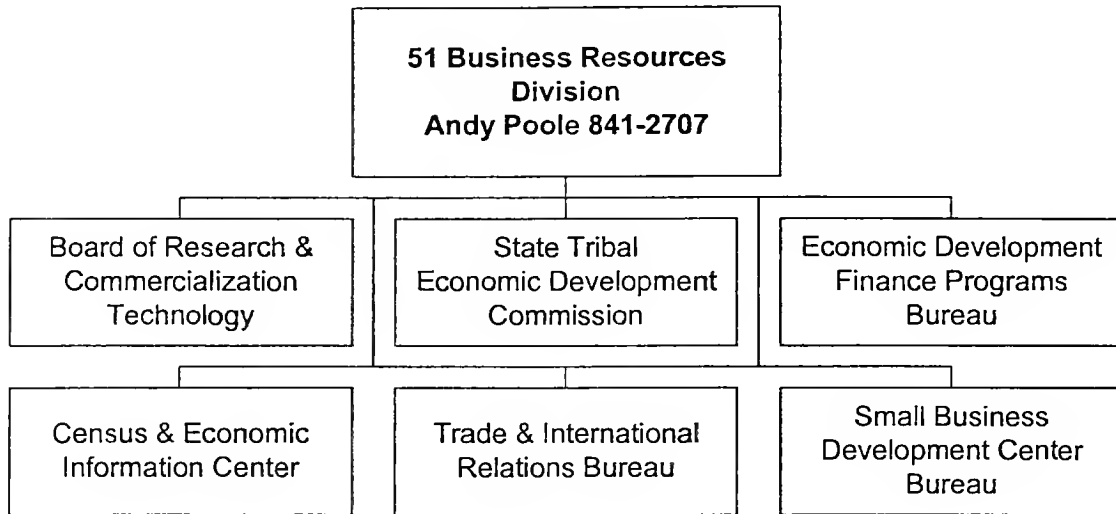 51 Business Resources
Division
Andy Poole 841-2707
Board of Research &
Commercialization
Technology
State Tribal
Economic Development
Commission
Economic Development
Finance Programs
Bureau
Census & Economic
Information Center
Trade & International
Relations Bureau
Small Business
Development Center
Bureau